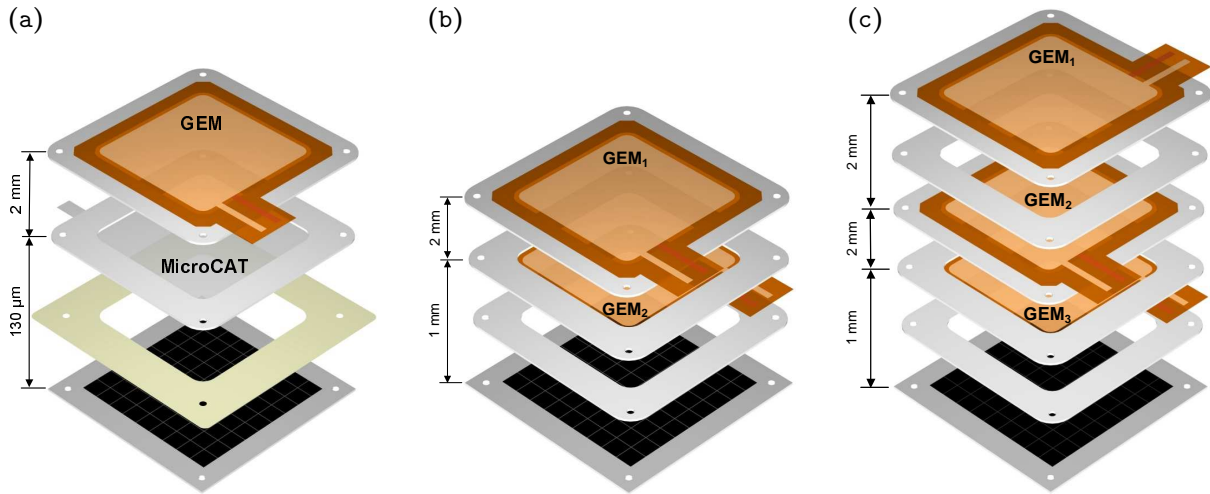 (a)
(b)
(c)
GEM
2 mm
MicroCAT
130 µm
GEM₁
2 mm
GEM₂
1 mm
GEM₁
2 mm
GEM₂
2 mm
GEM₃
1 mm